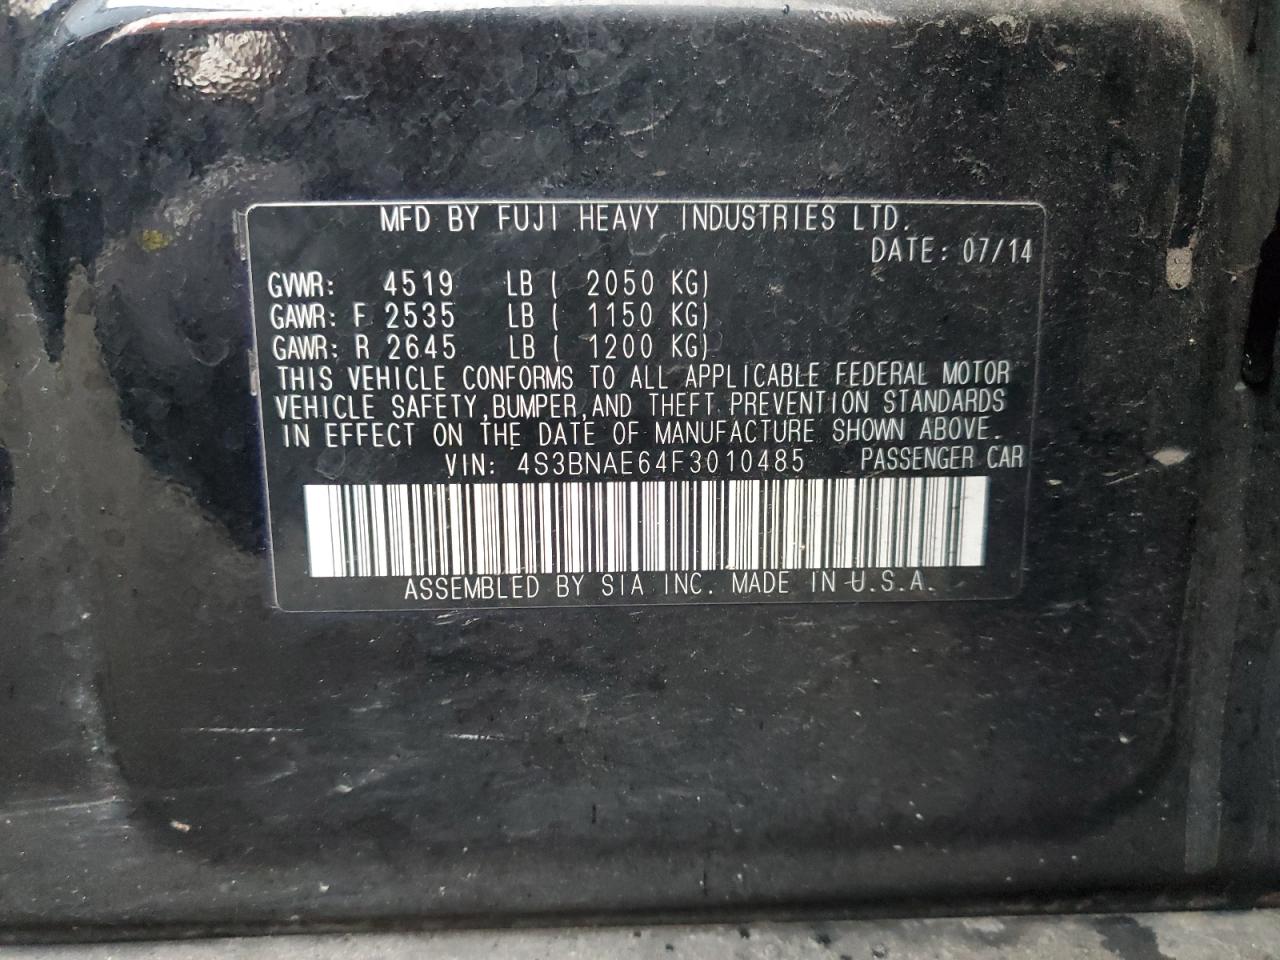 MFD BY FUJI HEAVY INDUSTRIES LTD.
DATE: 07/14
GVWR: 4519 LB ( 2050 KG)
GAWR: F 2535 LB ( 1150 KG)
GAWR: R 2645 LB ( 1200 KG)
THIS VEHICLE CONFORMS TO ALL APPLICABLE FEDERAL MOTOR
VEHICLE SAFETY, BUMPER, AND THEFT PREVENTION STANDARDS
IN EFFECT ON THE DATE OF MANUFACTURE SHOWN ABOVE.
VIN: 4S3BNAE64F3010485 PASSENGER CAR
ASSEMBLED BY SIA INC. MADE IN U.S.A.